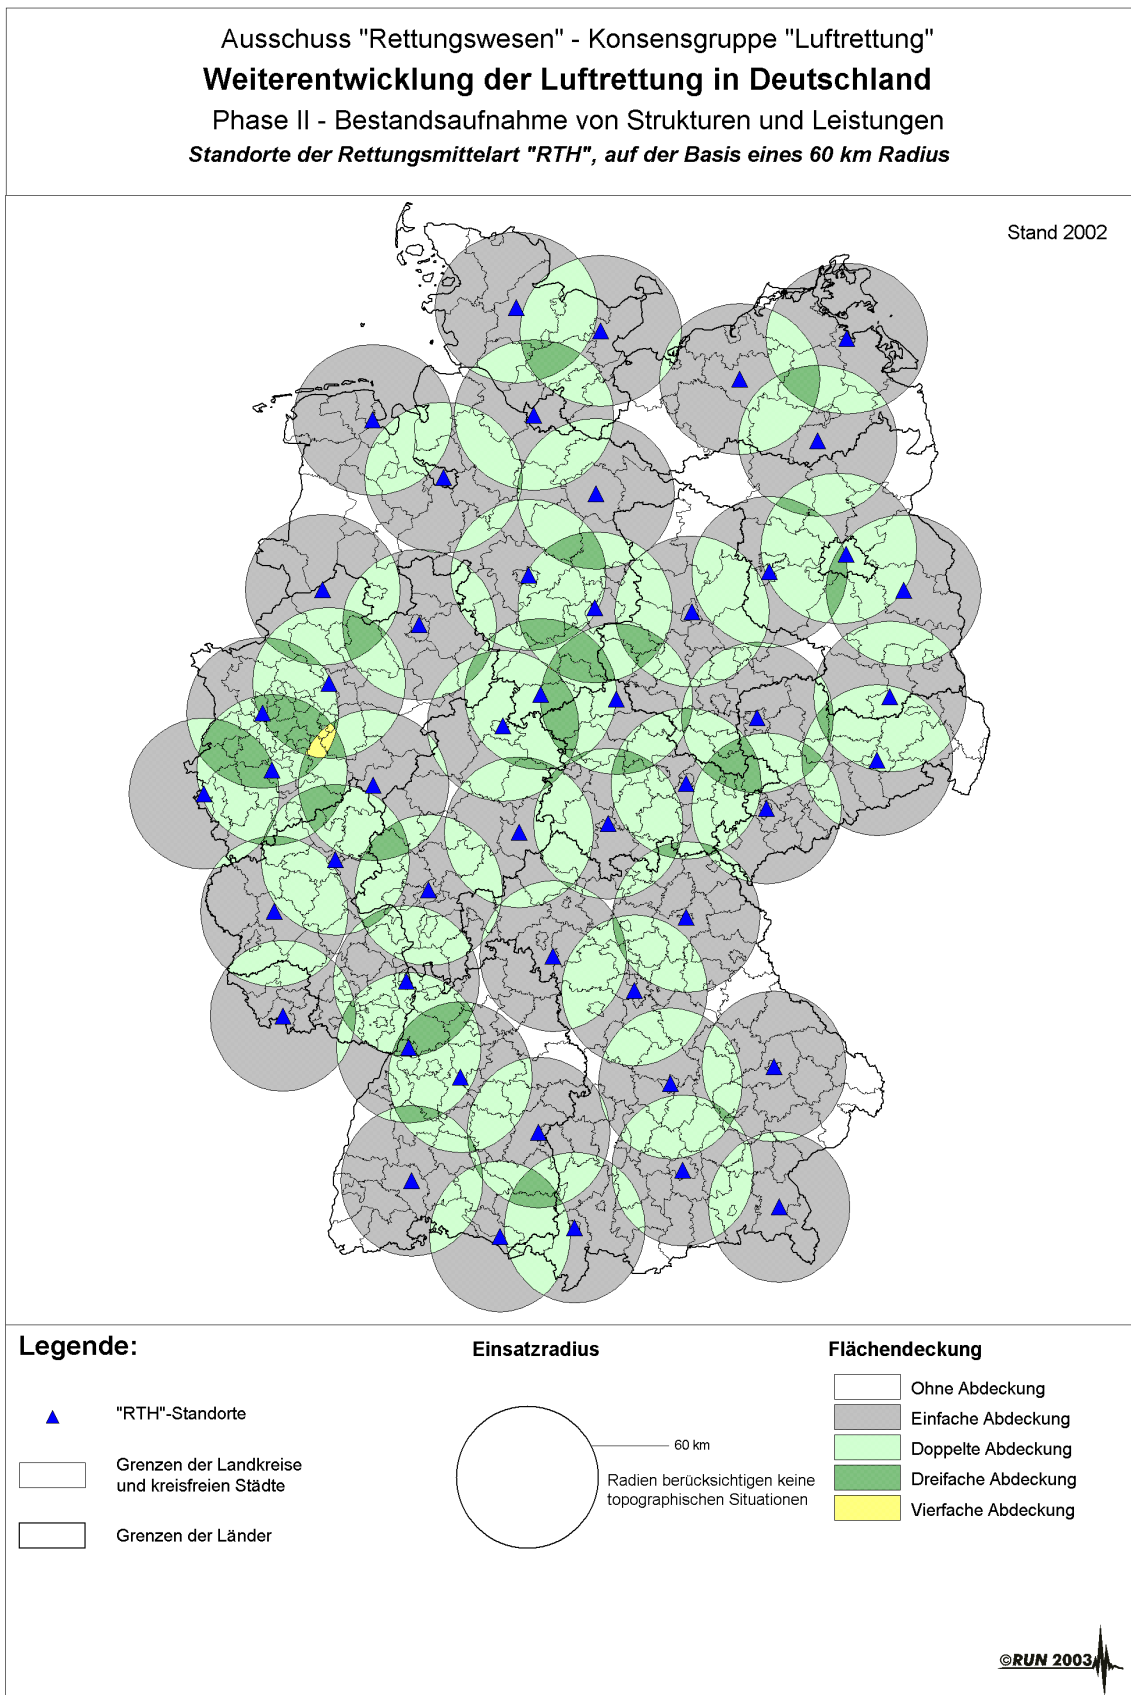 Ausschuss "Rettungswesen" - Konsensgruppe "Luftrettung"
Weiterentwicklung der Luftrettung in Deutschland
Phase II - Bestandsaufnahme von Strukturen und Leistungen
Standorte der Rettungsmittelart "RTH", auf der Basis eines 60 km Radius
Stand 2002
Legende:
"RTH"-Standorte
Grenzen der Landkreise
und kreisfreien Städte
Grenzen der Länder
Einsatzradius
60 km
Radien berücksichtigen keine
topographischen Situationen
Flächendeckung
Ohne Abdeckung
Einfache Abdeckung
Doppelte Abdeckung
Dreifache Abdeckung
Vierfache Abdeckung
©RUN 2003